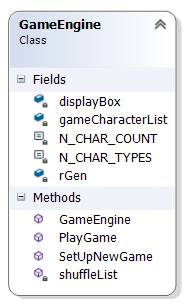 GameEngine
Class
Fields
displayBox
gameCharacterList
N_CHAR_COUNT
N_CHAR_TYPES
rGen
Methods
GameEngine
PlayGame
SetUpNewGame
shuffleList